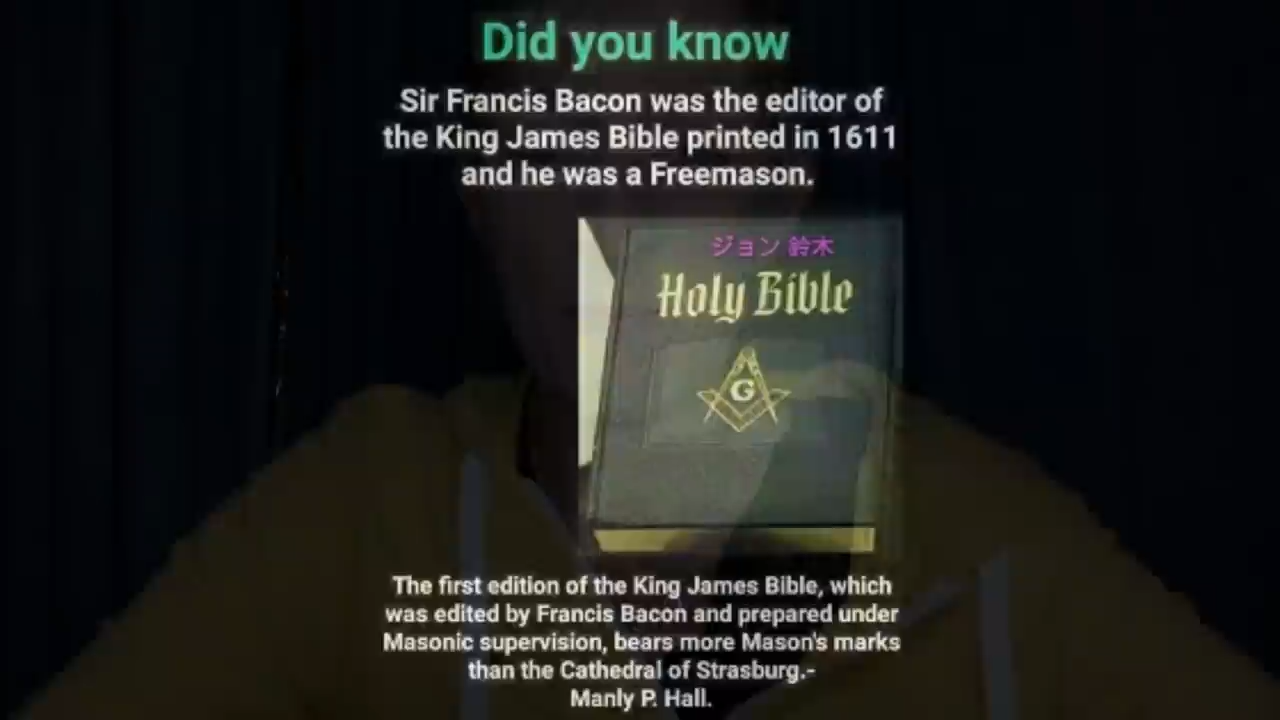 Did you know
Sir Francis Bacon was the editor of
the King James Bible printed in 1611
and he was a Freemason.
ジョン 鈴木
Holy Bible
G
The first edition of the King James Bible, which
was edited by Francis Bacon and prepared under
Masonic supervision, bears more Mason's marks
than the Cathedral of Strasburg.-
Manly P. Hall.